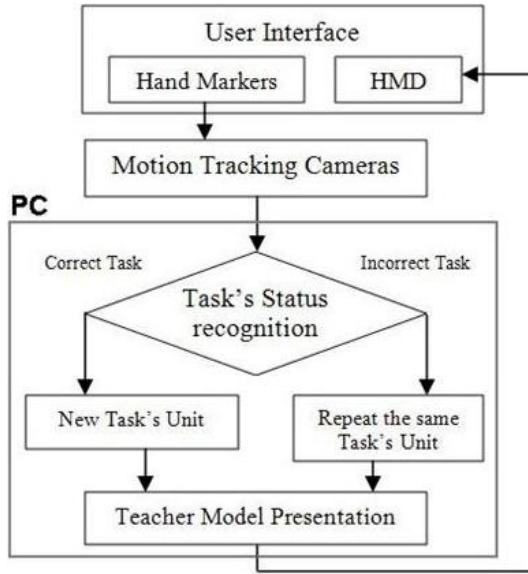 User Interface
Hand Markers
HMD
Motion Tracking Cameras
PC
Correct Task
Incorrect Task
Task's Status
recognition
New Task's Unit
Repeat the same
Task's Unit
Teacher Model Presentation